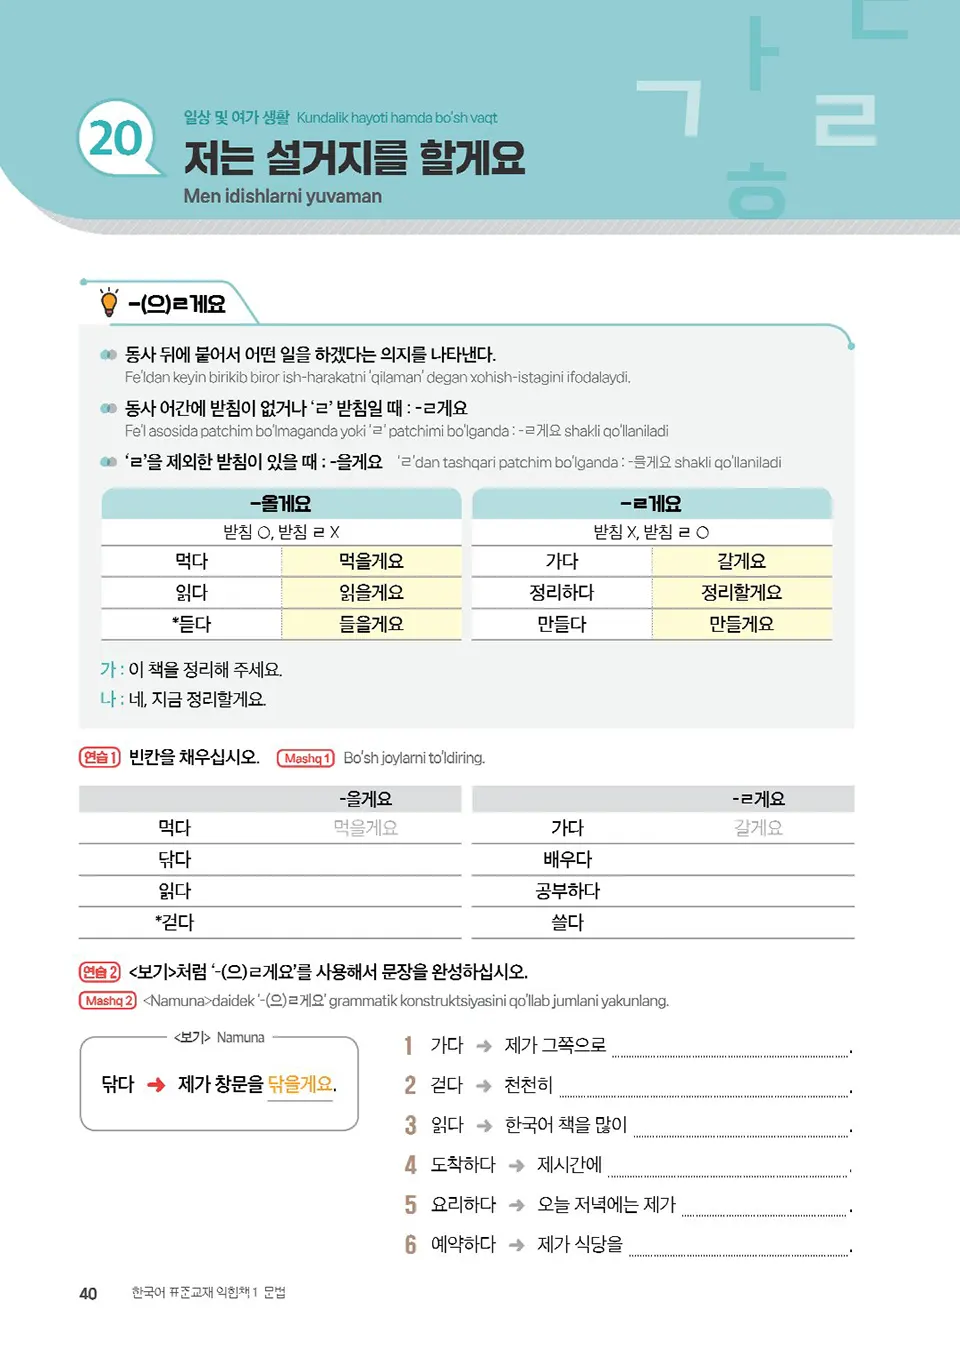 20
일상 및 여가 생활 Kundalik hayoti hamda bo'sh vaqt
저는 설거지를 할게요
Men idishlarni yuvaman
ㄱ ㅏ ㄷ ㄹ ㅎ
-(으)ㄹ게요
동사 뒤에 붙어서 어떤 일을 하겠다는 의지를 나타낸다.
Fe'ldan keyin birikib biror ish-harakatni 'qilaman' degan xohish-istagini ifodalaydi.
동사 어간에 받침이 없거나 'ㄹ' 받침일 때 : -ㄹ게요
Fe'l asosida patchim bo'lmaganda yoki 'ㄹ' patchimi bo'lganda : -ㄹ게요 shakli qo'llaniladi
'ㄹ'을 제외한 받침이 있을 때 : -을게요 'ㄹ'dan tashqari patchim bo'lganda : -을게요 shakli qo'llaniladi
-올게요 -ㄹ게요
받침 O, 받침 ㄹ X 받침 X, 받침 ㄹ O
먹다 먹을게요 가다 갈게요
읽다 읽을게요 정리하다 정리할게요
*듣다 들을게요 만들다 만들게요
가 : 이 책을 정리해 주세요.
나 : 네, 지금 정리할게요.
연습 1 빈칸을 채우십시오. Mashq 1 Bo'sh joylarni to'ldiring.
-올게요 -ㄹ게요
먹다 먹을게요 가다 갈게요
닦다 배우다
읽다 공부하다
*걷다 쓸다
연습 2 <보기>처럼 '-(으)ㄹ게요'를 사용해서 문장을 완성하십시오.
Mashq 2 <Namuna>daidek '-(으)ㄹ게요' grammatik konstruktsiyasini qo'llab jumlani yakunlang.
<보기> Namuna
닦다 ➜ 제가 창문을 닦을게요.
1 가다 ➜ 제가 그쪽으로 .
2 걷다 ➜ 천천히 .
3 읽다 ➜ 한국어 책을 많이 .
4 도착하다 ➜ 제시간에 .
5 요리하다 ➜ 오늘 저녁에는 제가 .
6 예약하다 ➜ 제가 식당을 .
40 한국어 표준교재 익힘책 1 문법